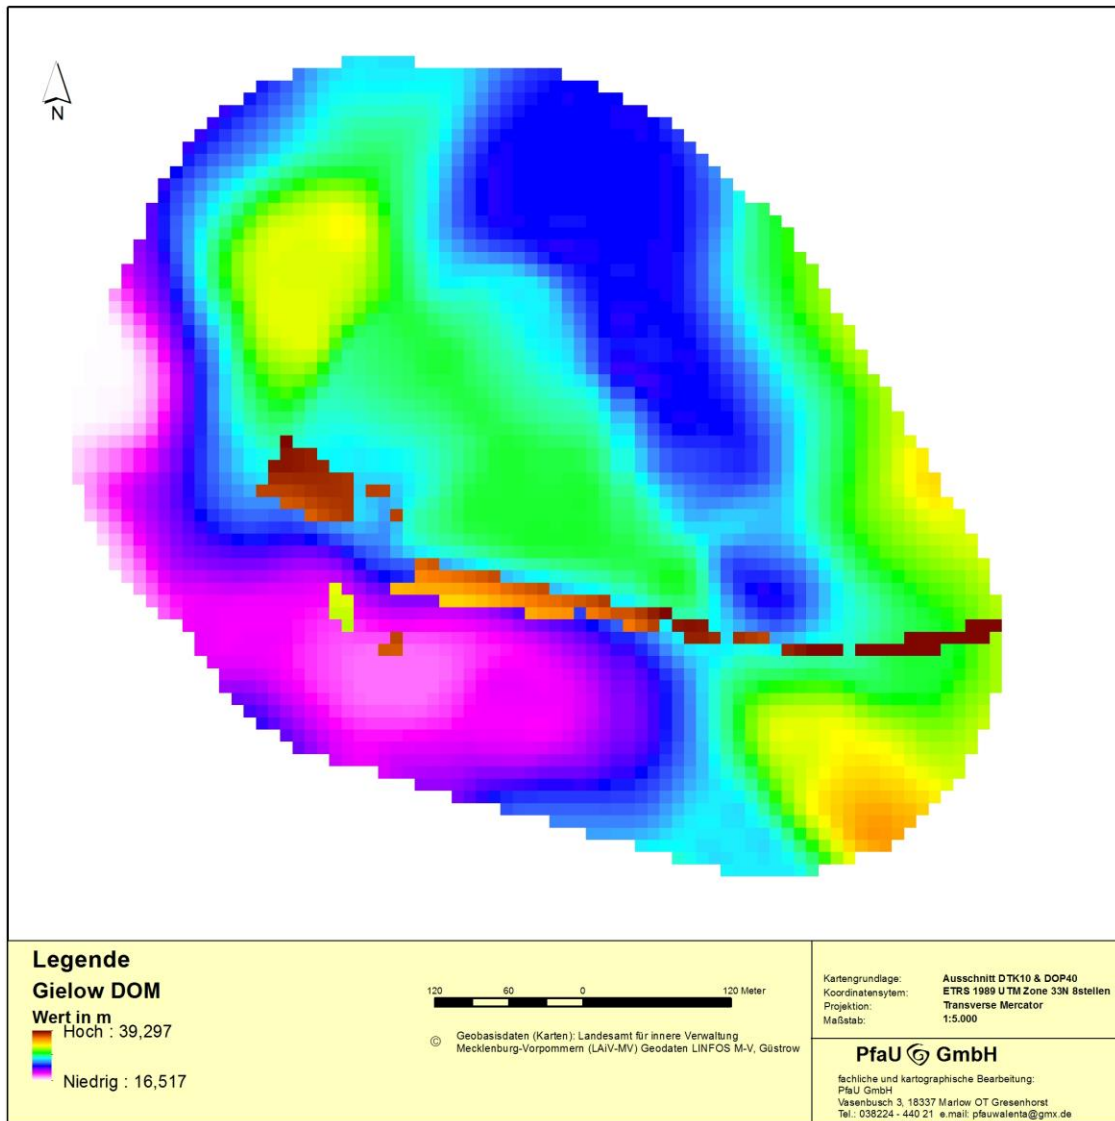 N
Legende
Gielow DOM
Wert in m
Hoch : 39,297
Niedrig : 16,517
120 60 0 120 Meter
© Geobasisdaten (Karten): Landesamt für innere Verwaltung
Mecklenburg-Vorpommern (LAiV-MV) Geodaten LINFOS M-V, Güstrow
Kartengrundlage: Ausschnitt DTK10 & DOP40
Koordinatensytem: ETRS 1989 UTM Zone 33N 8stellen
Projektion: Transverse Mercator
Maßstab: 1:5.000
PfaU GmbH
fachliche und kartographische Bearbeitung:
PfaU GmbH
Vasenbusch 3, 18337 Marlow OT Gresenhorst
Tel.: 038224 - 440 21 e.mail: pfauwalenta@gmx.de